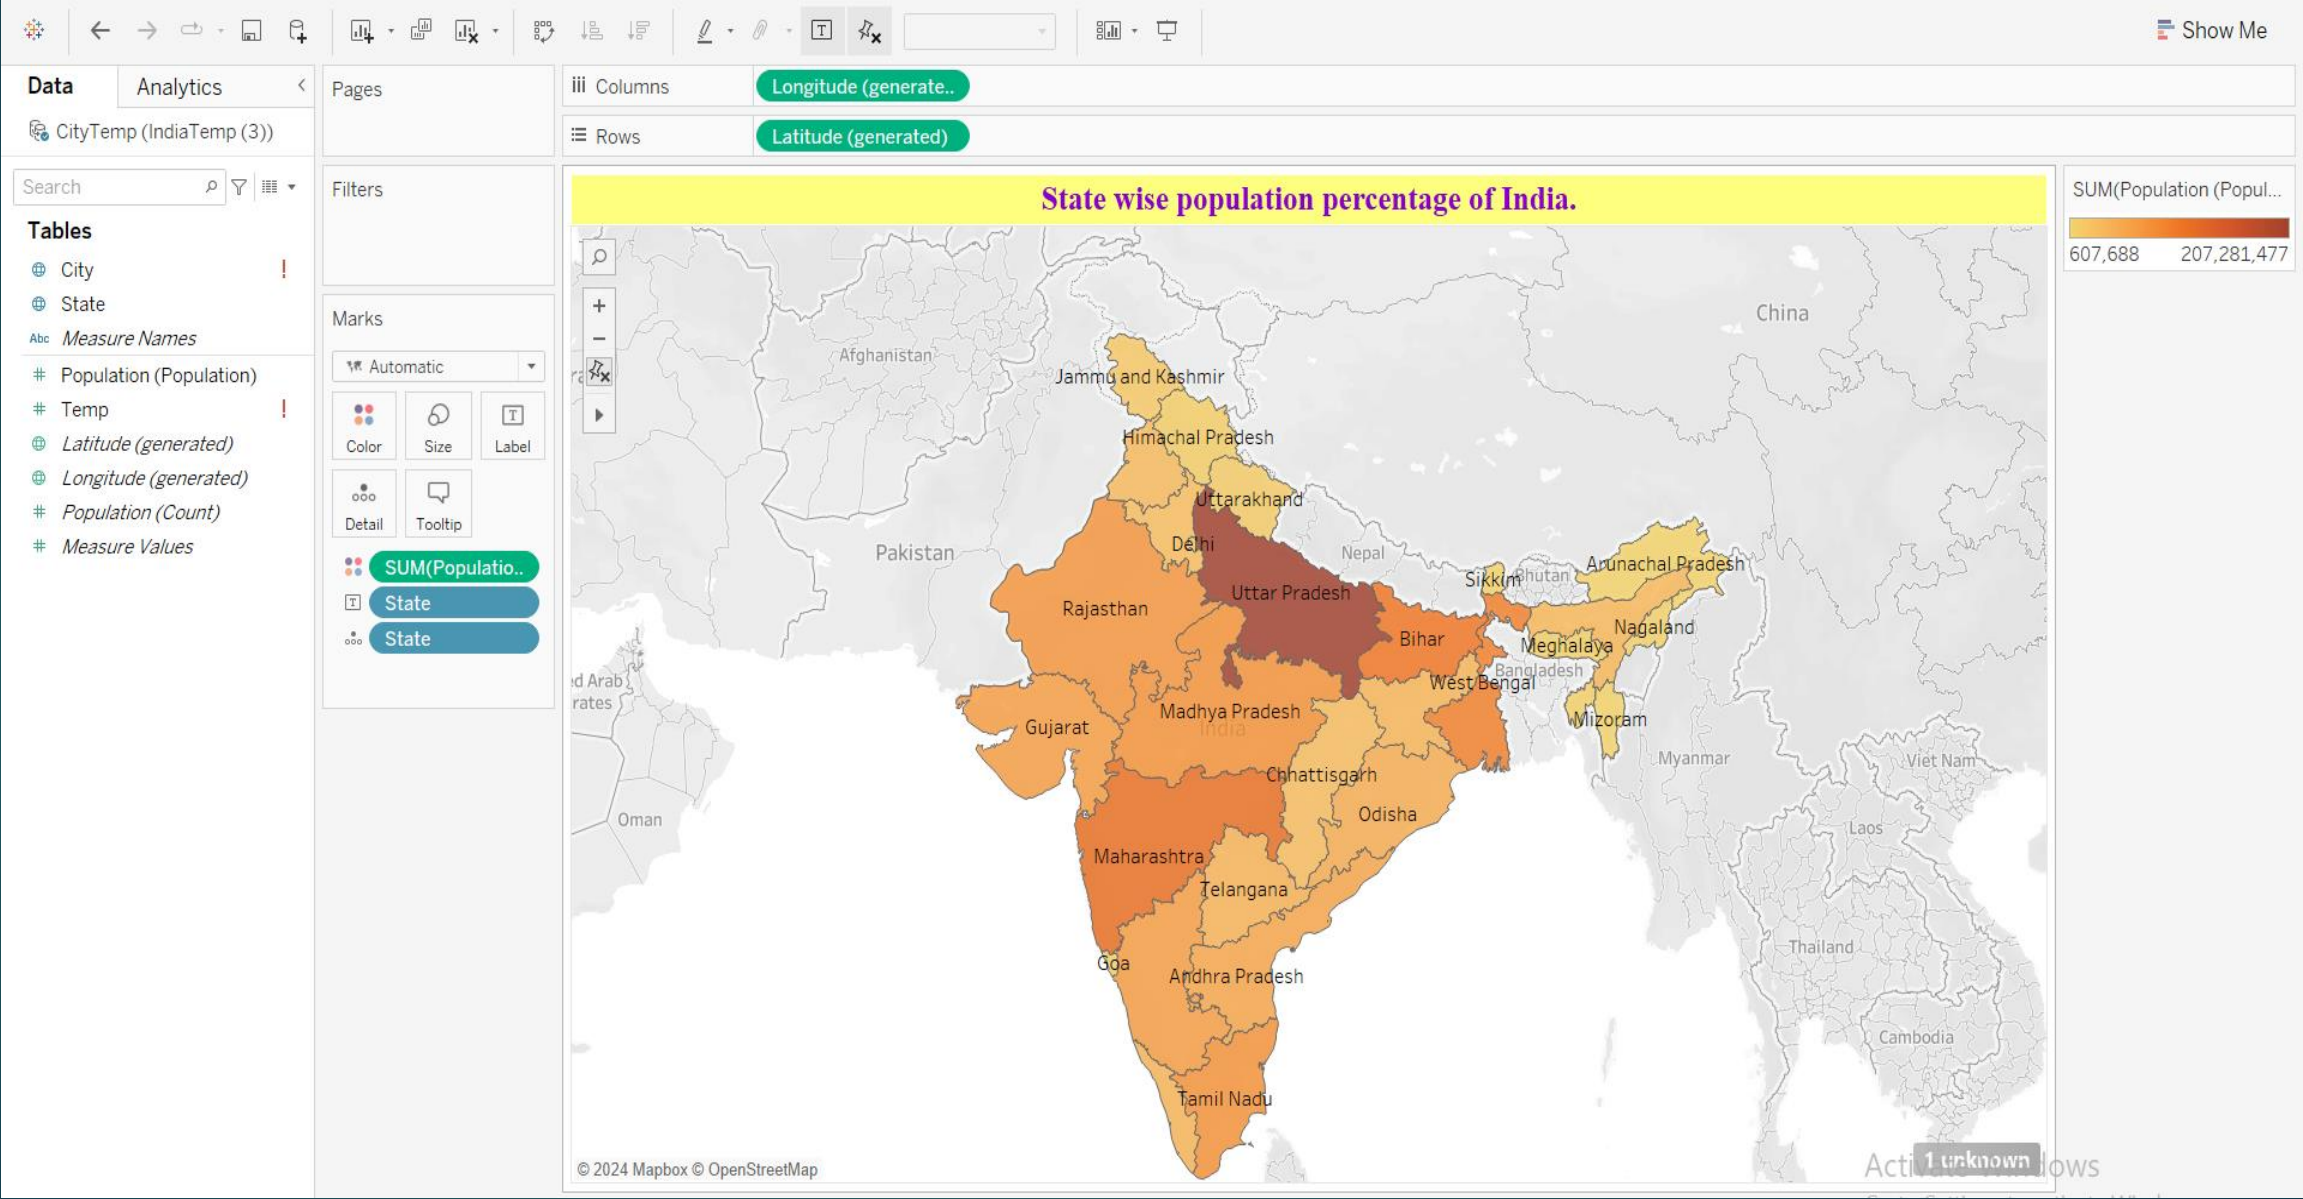 Show Me
Data
Analytics
CityTemp (IndiaTemp (3))
Search
Tables
City
State
Abc Measure Names
Population (Population)
Temp
Latitude (generated)
Longitude (generated)
Population (Count)
Measure Values
Pages
Filters
Marks
Automatic
Color
Size
Label
Detail
Tooltip
SUM(Populatio..
State
State
Columns
Longitude (generate..
Rows
Latitude (generated)
State wise population percentage of India.
China
Afghanistan
Jammu and Kashmir
Himachal Pradesh
Uttarakhand
Delhi
Pakistan
Nepal
Sikkim
Bhutan
Arunachal Pradesh
Uttar Pradesh
Rajasthan
Bihar
Nagaland
Meghalaya
Bangladesh
West Bengal
ed Arab
rates
Madhya Pradesh
India
Gujarat
Mizoram
Myanmar
Viet Nam
Chhattisgarh
Odisha
Oman
Laos
Maharashtra
Telangana
Thailand
Goa
Andhra Pradesh
Cambodia
Tamil Nadu
© 2024 Mapbox © OpenStreetMap
1 unknown
SUM(Population (Popul...
607,688 207,281,477